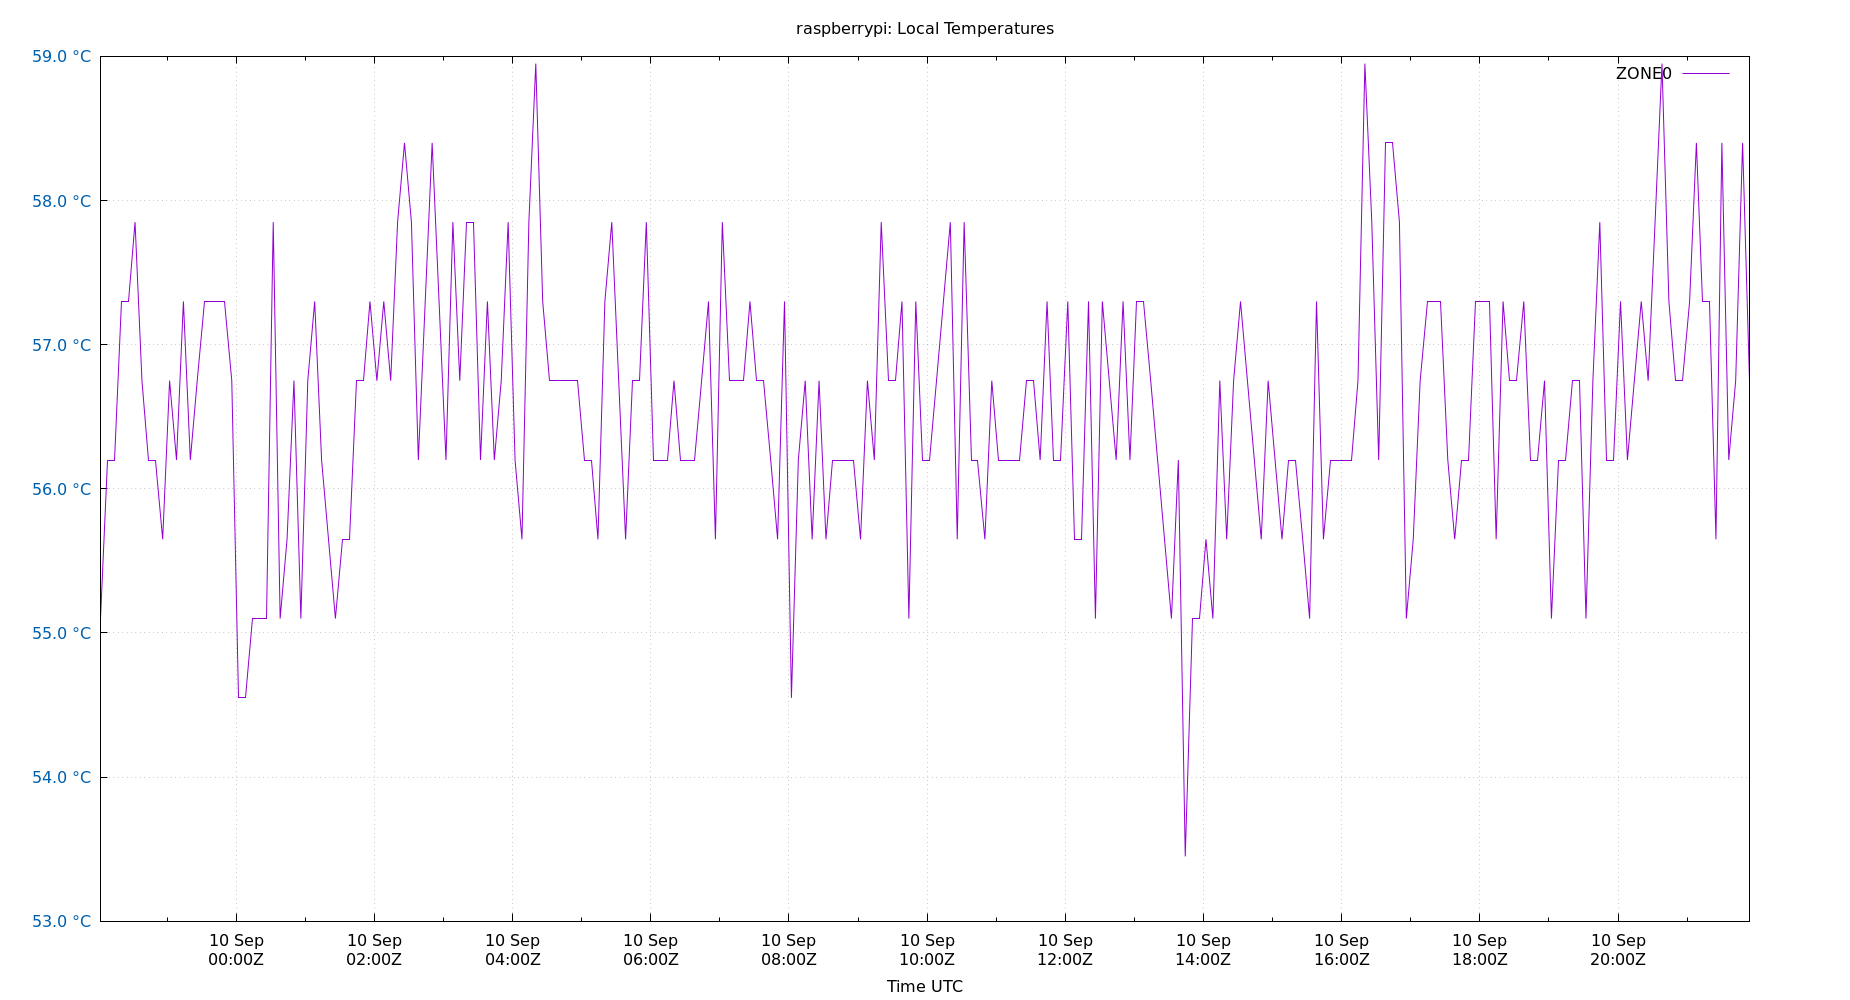 raspberrypi: Local Temperatures
59.0 °C
ZONE0
58.0 °C
57.0 °C
56.0 °C
55.0 °C
54.0 °C
53.0 °C
10 Sep 10 Sep 10 Sep 10 Sep 10 Sep 10 Sep 10 Sep 10 Sep 10 Sep 10 Sep 10 Sep
00:00Z 02:00Z 04:00Z 06:00Z 08:00Z 10:00Z 12:00Z 14:00Z 16:00Z 18:00Z 20:00Z
Time UTC